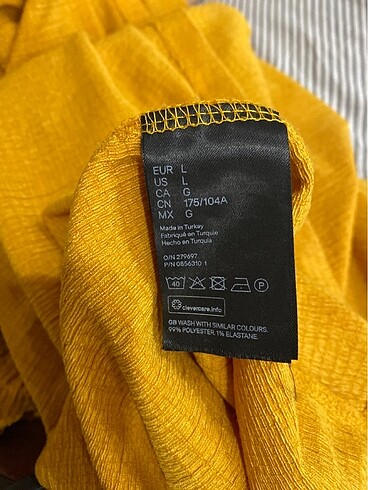 EUR L
US L
CA G
CN 175/104A
MX G
Made in Turkey
Fabriqué en Turquie
Hecho en Turquía
O/N 279697
P/N 0856310 1
40 P
clevercare.info
GB WASH WITH SIMILAR COLOURS.
99% POLYESTER, 1% ELASTANE.